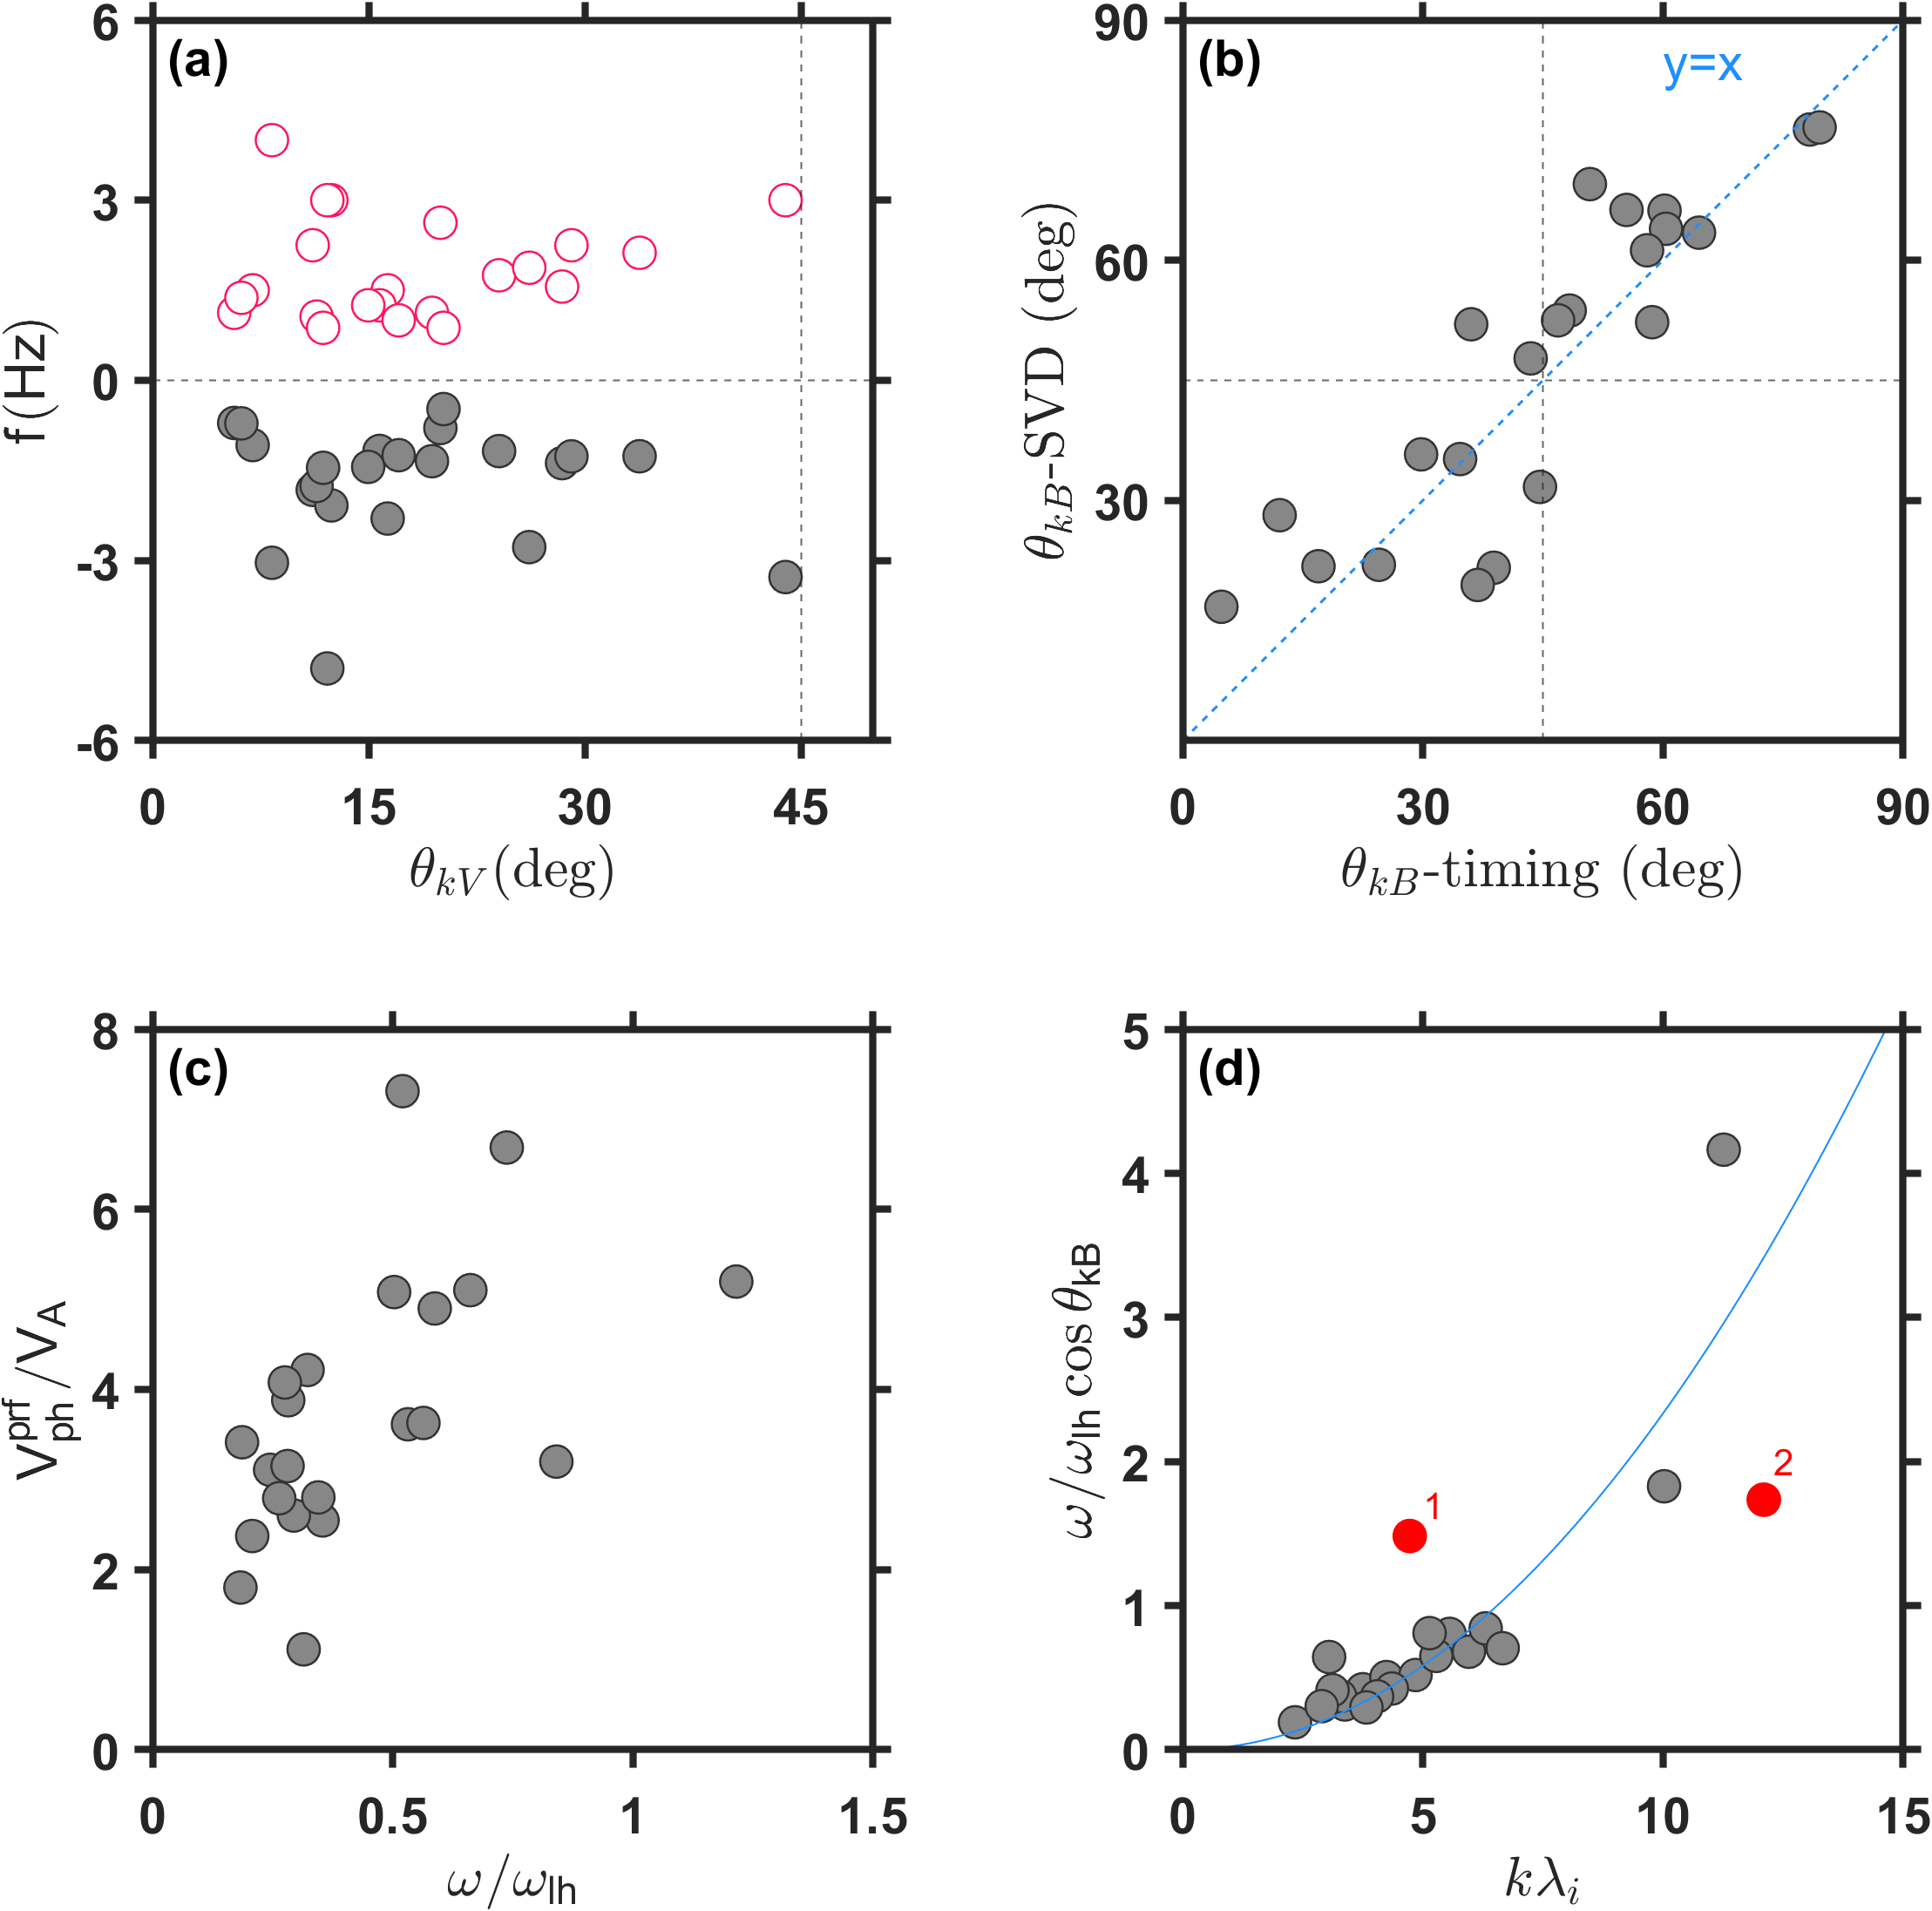 (a)
6
3
0
-3
-6
f (Hz)
0 15 30 45
θkV(deg)
(b)
y=x
90
60
30
θkB-SVD (deg)
0 30 60 90
θkB-timing (deg)
(c)
8
6
4
2
0
V prf ph /VA
0 0.5 1 1.5
ω/ωlh
(d)
5
4
3
2
1
0
ω/ωlh cos θkB
1
2
0 5 10 15
kλi